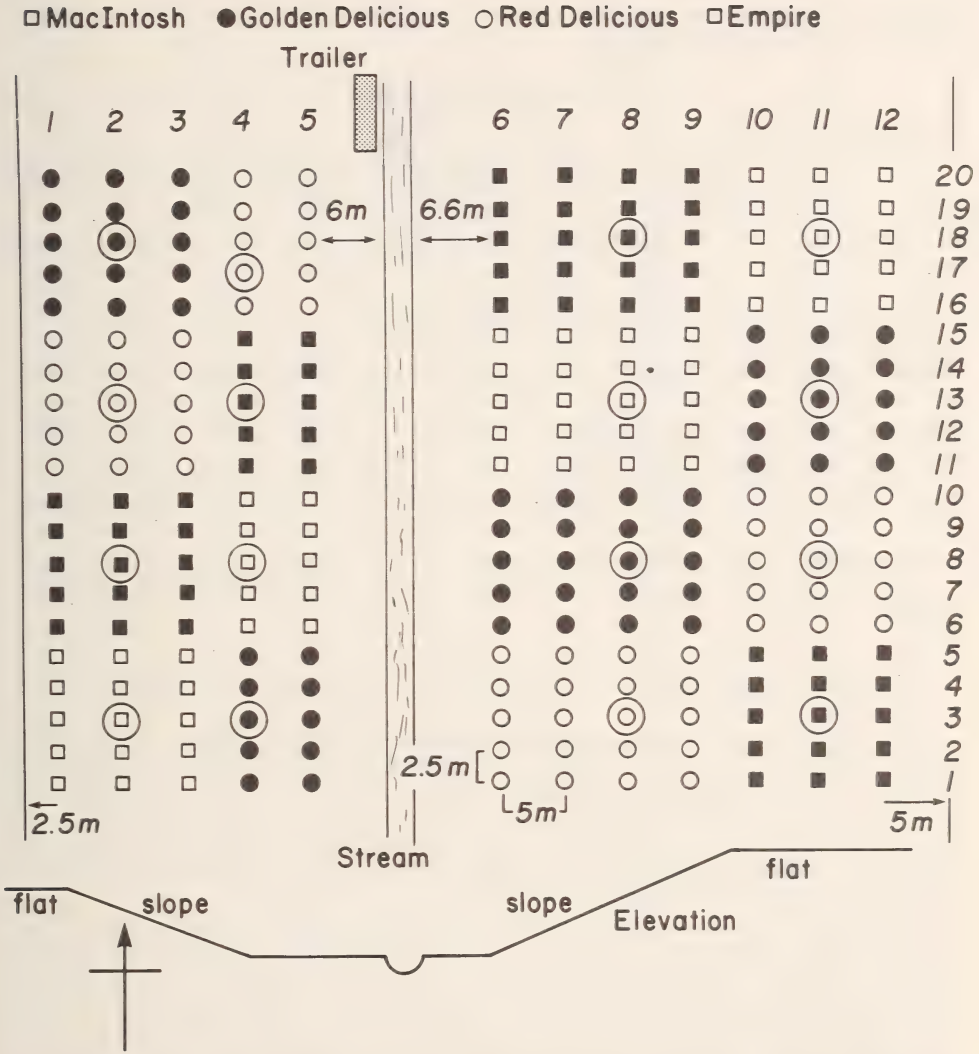 MacIntosh Golden Delicious Red Delicious Empire
Trailer
1 2 3 4 5 6 7 8 9 10 11 12
20
19
6m 6.6m
18
17
16
15
14
13
12
11
10
9
8
7
6
5
4
3
2
2.5m
1
5m
2.5m
5m
Stream
flat
flat slope slope
Elevation